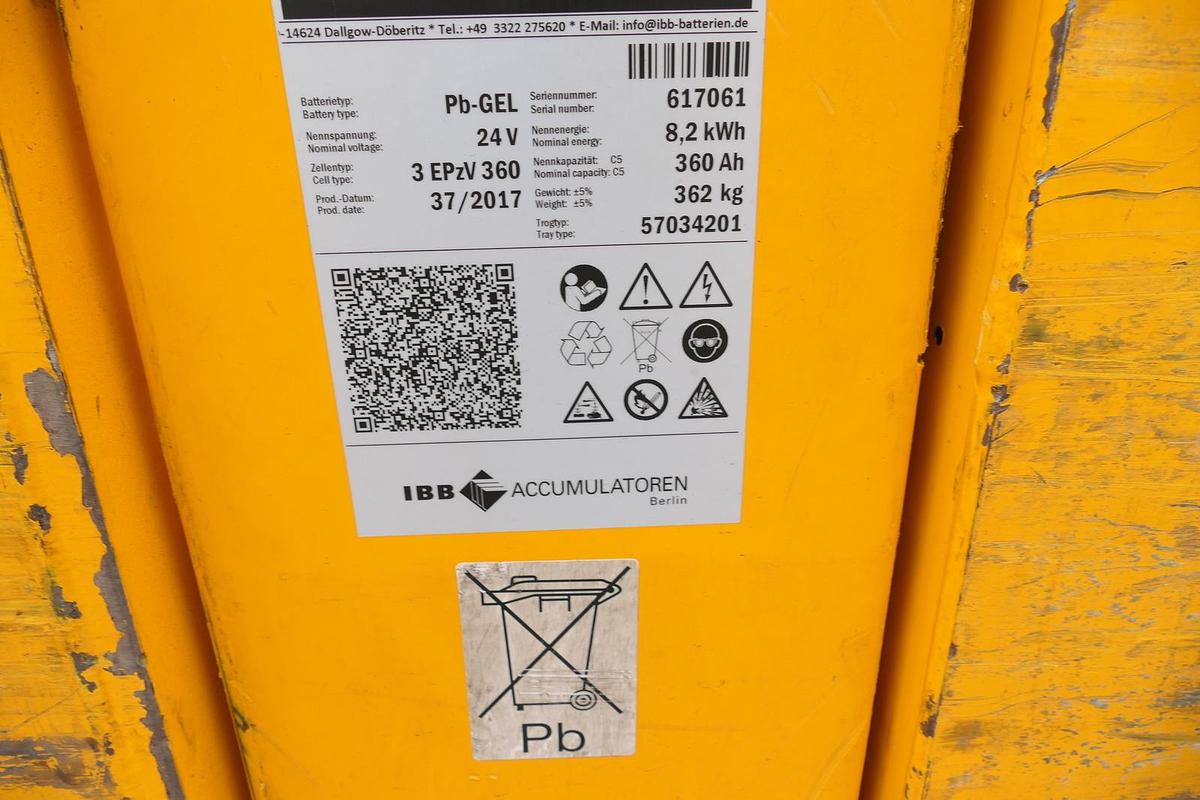 -14624 Dallgow-Döberitz * Tel.: +49 3322 275620 * E-Mail: info@ibb-batterien.de
Batterietyp: Pb-GEL Seriennummer: 617061
Battery type: Serial number:
Nennspannung: 24 V Nennenergie: 8,2 kWh
Nominal voltage: Nominal energy:
Zellentyp: 3 EPzV 360 Nennkapazität: C5 360 Ah
Cell type: Nominal capacity: C5
Prod.-Datum: 37/2017 Gewicht: ±5% 362 kg
Prod. date: Weight: ±5%
Trogtyp: 57034201
Tray type:
Pb
IBB ACCUMULATOREN
Berlin
Pb